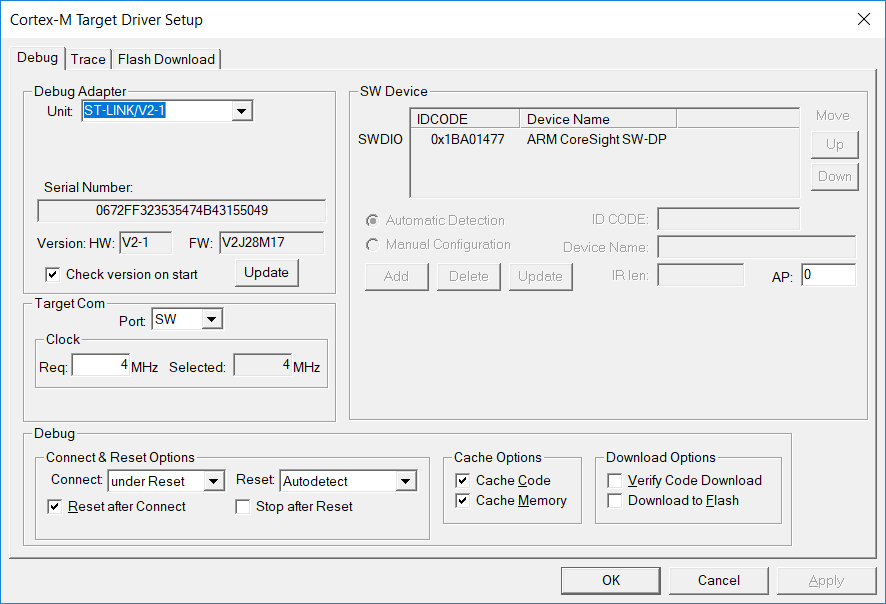 Cortex-M Target Driver Setup
Debug Trace Flash Download
Debug Adapter
Unit: ST-LINK/V2-1
Serial Number:
0672FF323535474B43155049
Version: HW: V2-1 FW: V2J28M17
Check version on start Update
Target Com
Port: SW
Clock
Req: 4 MHz Selected: 4 MHz
SW Device
IDCODE Device Name Move
SWDIO 0x1BA01477 ARM CoreSight SW-DP Up
Down
Automatic Detection ID CODE:
Manual Configuration Device Name:
Add Delete Update IR len: AP: 0
Debug
Connect & Reset Options
Connect: under Reset Reset: Autodetect
Reset after Connect Stop after Reset
Cache Options
Cache Code
Cache Memory
Download Options
Verify Code Download
Download to Flash
OK Cancel Apply